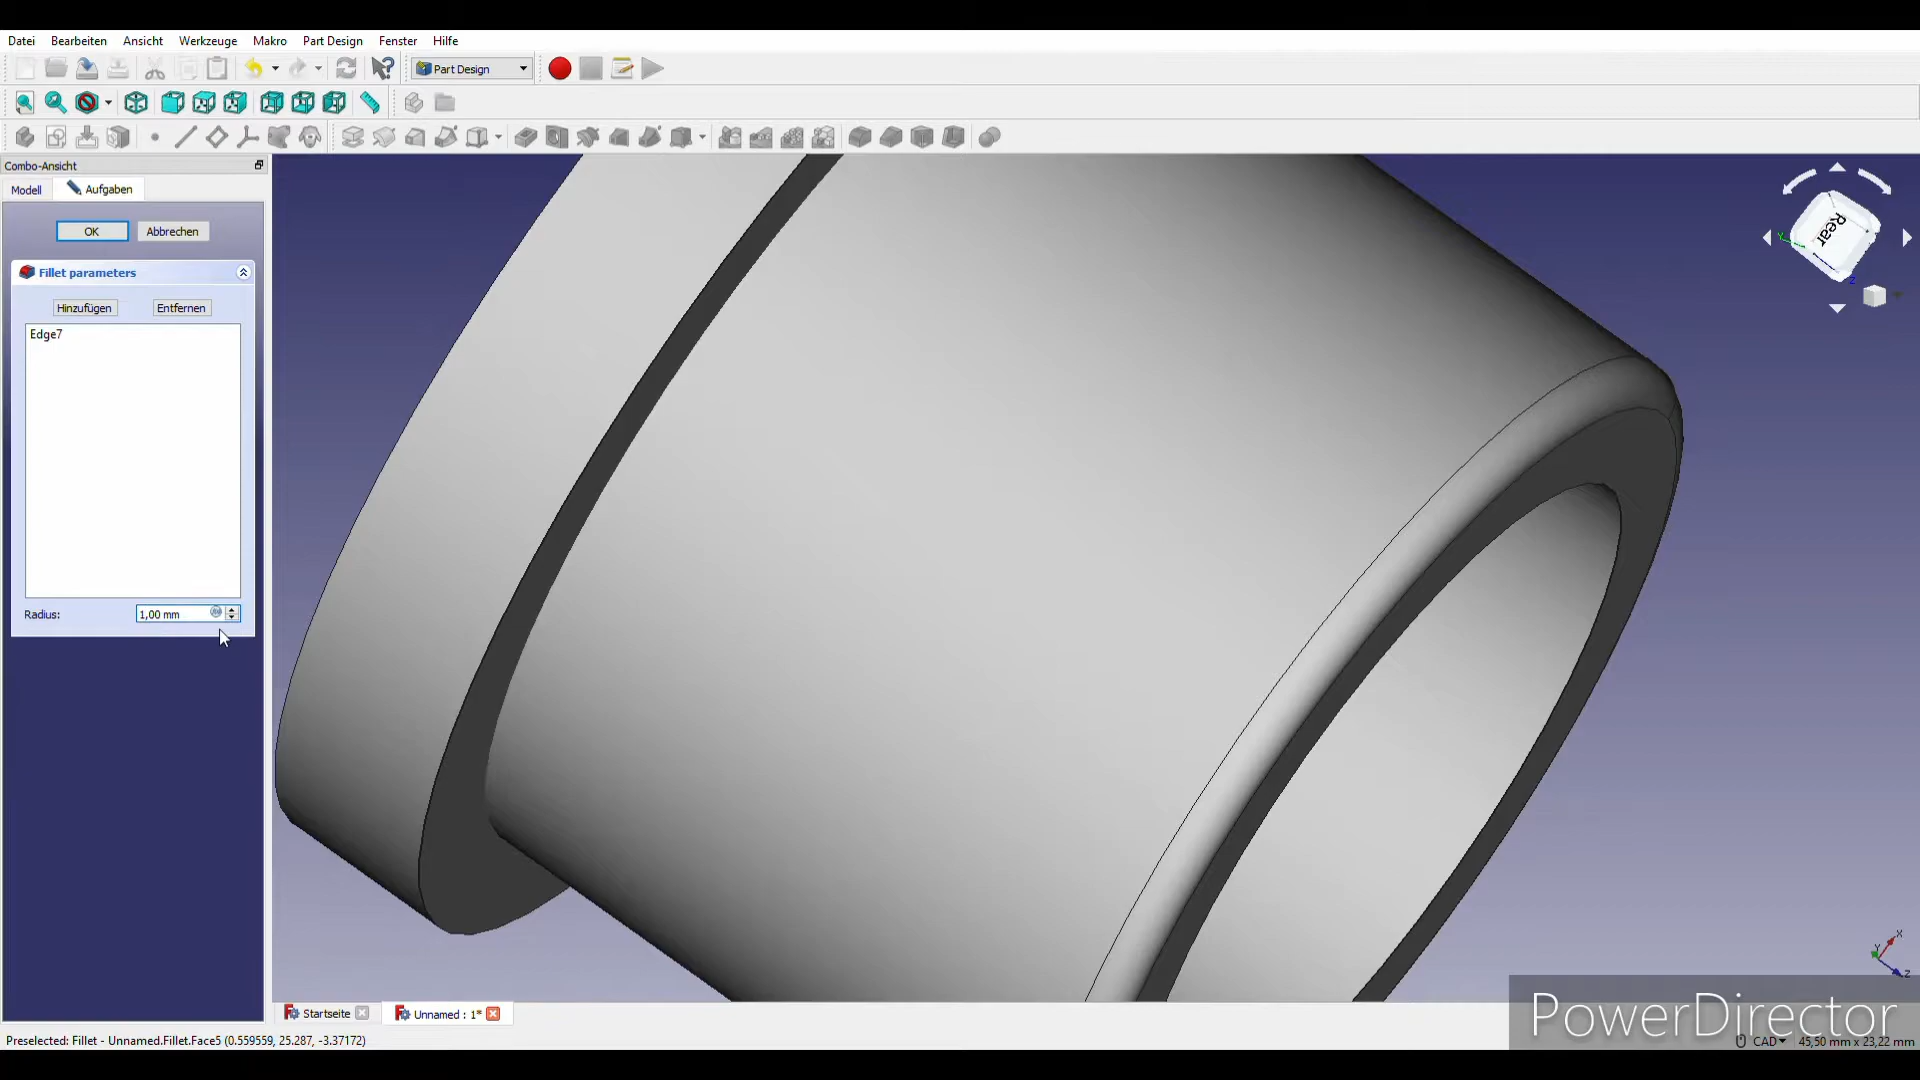 Datei Bearbeiten Ansicht Werkzeuge Makro Part Design Fenster Hilfe
Part Design
Combo-Ansicht
Modell Aufgaben
OK Abbrechen
Fillet parameters
Hinzufügen Entfernen
Edge7
Radius: 1,00 mm
Rear
Y
Z
X
Y
Z
Startseite Unnamed : 1*
PowerDirector
Preselected: Fillet - Unnamed.Fillet.Face5 (0.559559, 25.287, -3.37172)
CAD 45,50 mm x 23,22 mm